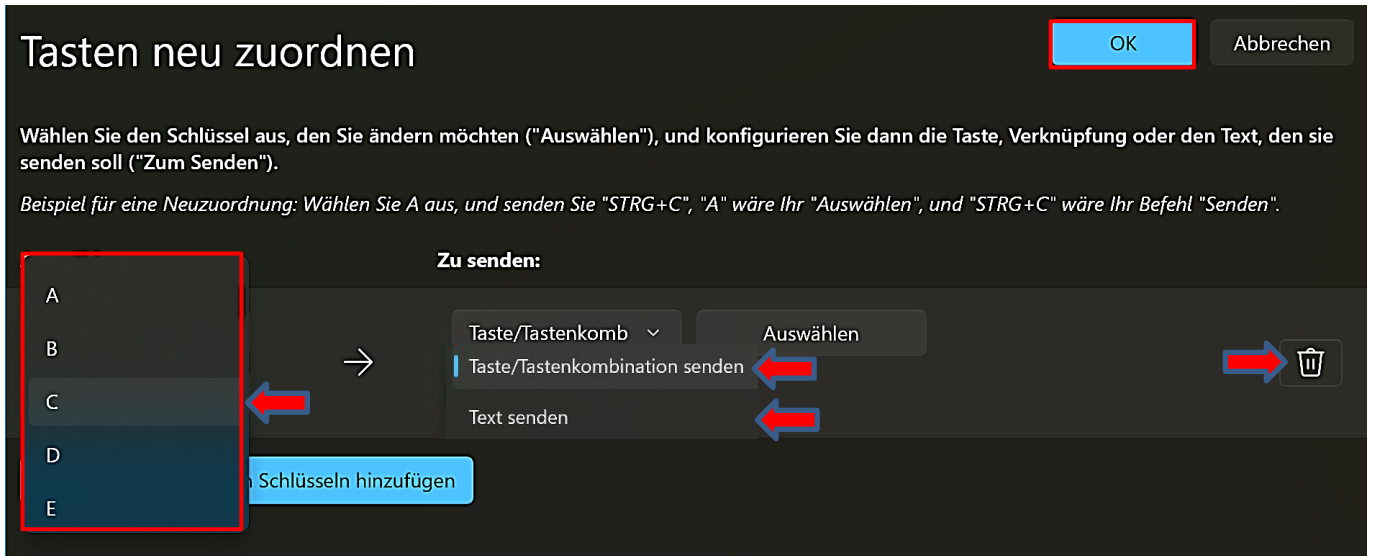 Tasten neu zuordnen
OK
Abbrechen
Wählen Sie den Schlüssel aus, den Sie ändern möchten ("Auswählen"), und konfigurieren Sie dann die Taste, Verknüpfung oder den Text, den sie
senden soll ("Zum Senden").
Beispiel für eine Neuzuordnung: Wählen Sie A aus, und senden Sie "STRG+C", "A" wäre Ihr "Auswählen", und "STRG+C" wäre Ihr Befehl "Senden".
Zu senden:
A
B
C
D
E
Taste/Tastenkomb
Auswählen
Taste/Tastenkombination senden
Text senden
Schlüsseln hinzufügen